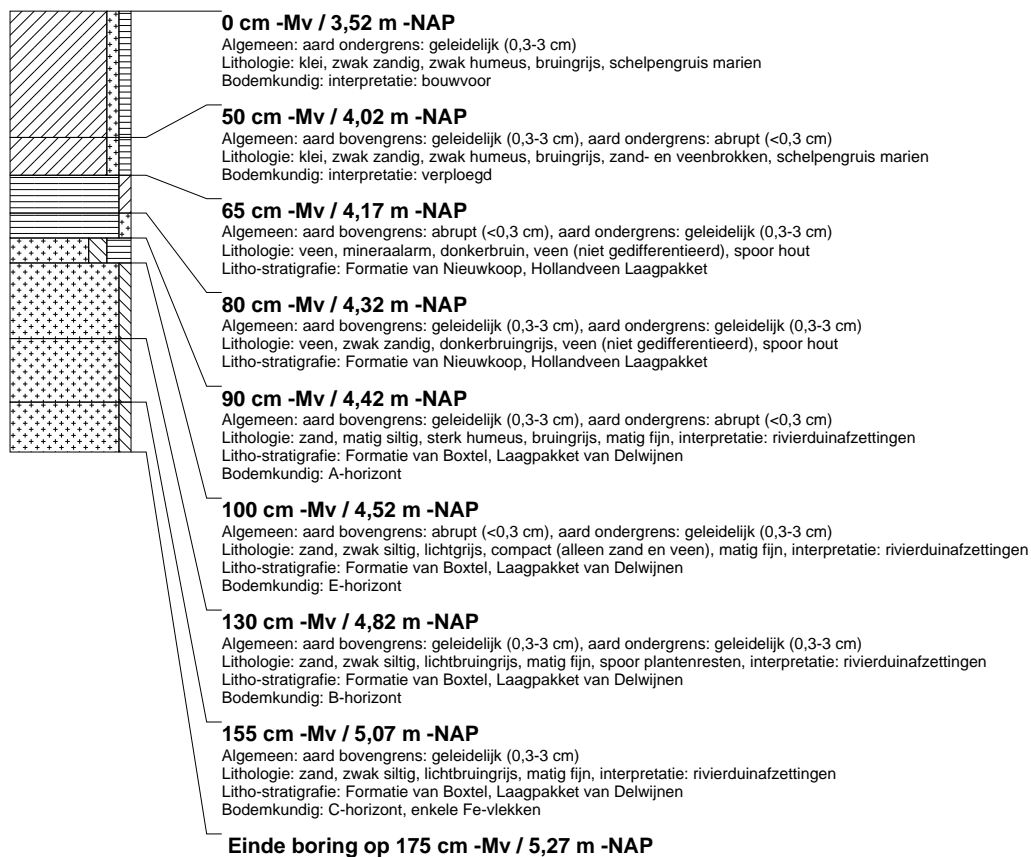 0 cm -Mv / 3,52 m -NAP
Algemeen: aard ondergrens: geleidelijk (0,3-3 cm)
Lithologie: klei, zwak zandig, zwak humeus, bruingrijs, schelpengruis marien
Bodemkundig: interpretatie: bouwvoor
50 cm -Mv / 4,02 m -NAP
Algemeen: aard bovengrens: geleidelijk (0,3-3 cm), aard ondergrens: abrupt (<0,3 cm)
Lithologie: klei, zwak zandig, zwak humeus, bruingrijs, zand- en veenbrokken, schelpengruis marien
Bodemkundig: interpretatie: verploegd
65 cm -Mv / 4,17 m -NAP
Algemeen: aard bovengrens: abrupt (<0,3 cm), aard ondergrens: geleidelijk (0,3-3 cm)
Lithologie: veen, mineraalarm, donkerbruin, veen (niet gedifferentieerd), spoor hout
Litho-stratigrafie: Formatie van Nieuwkoop, Hollandveen Laagpakket
80 cm -Mv / 4,32 m -NAP
Algemeen: aard bovengrens: geleidelijk (0,3-3 cm), aard ondergrens: geleidelijk (0,3-3 cm)
Lithologie: veen, zwak zandig, donkerbruingrijs, veen (niet gedifferentieerd), spoor hout
Litho-stratigrafie: Formatie van Nieuwkoop, Hollandveen Laagpakket
90 cm -Mv / 4,42 m -NAP
Algemeen: aard bovengrens: geleidelijk (0,3-3 cm), aard ondergrens: abrupt (<0,3 cm)
Lithologie: zand, matig siltig, sterk humeus, bruingrijs, matig fijn, interpretatie: rivierduinafzettingen
Litho-stratigrafie: Formatie van Boxtel, Laagpakket van Delwijnen
Bodemkundig: A-horizont
100 cm -Mv / 4,52 m -NAP
Algemeen: aard bovengrens: abrupt (<0,3 cm), aard ondergrens: geleidelijk (0,3-3 cm)
Lithologie: zand, zwak siltig, lichtgrijs, compact (alleen zand en veen), matig fijn, interpretatie: rivierduinafzettingen
Litho-stratigrafie: Formatie van Boxtel, Laagpakket van Delwijnen
Bodemkundig: E-horizont
130 cm -Mv / 4,82 m -NAP
Algemeen: aard bovengrens: geleidelijk (0,3-3 cm), aard ondergrens: geleidelijk (0,3-3 cm)
Lithologie: zand, zwak siltig, lichtbruingrijs, matig fijn, spoor plantenresten, interpretatie: rivierduinafzettingen
Litho-stratigrafie: Formatie van Boxtel, Laagpakket van Delwijnen
Bodemkundig: B-horizont
155 cm -Mv / 5,07 m -NAP
Algemeen: aard bovengrens: geleidelijk (0,3-3 cm)
Lithologie: zand, zwak siltig, lichtbruingrijs, matig fijn, interpretatie: rivierduinafzettingen
Litho-stratigrafie: Formatie van Boxtel, Laagpakket van Delwijnen
Bodemkundig: C-horizont, enkele Fe-vlekken
Einde boring op 175 cm -Mv / 5,27 m -NAP